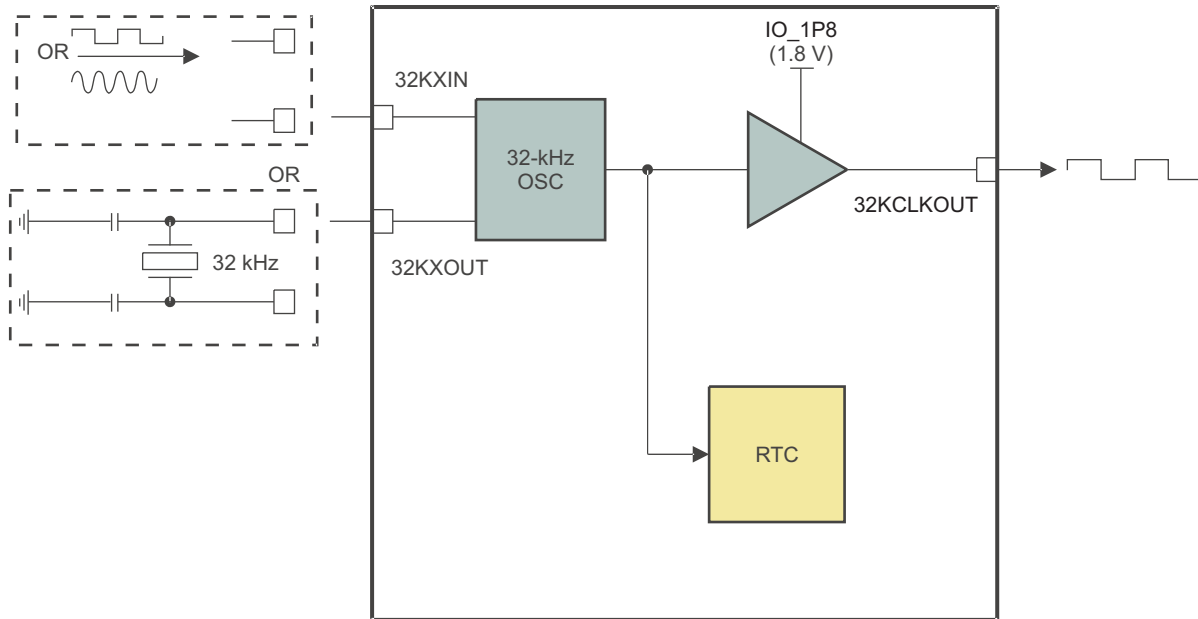 OR
OR
32 kHz
32KXIN
32KXOUT
32-kHz
OSC
IO_1P8
(1.8 V)
32KCLKOUT
RTC